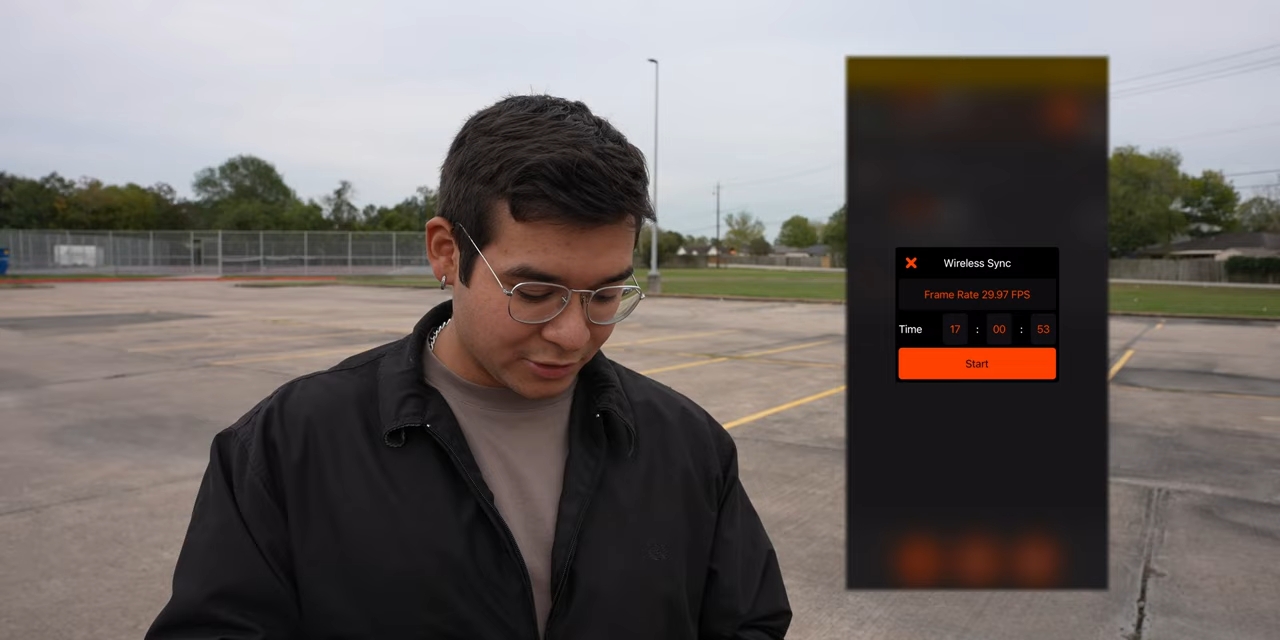 Wireless Sync
Frame Rate 29.97 FPS
Time 17 : 00 : 53
Start